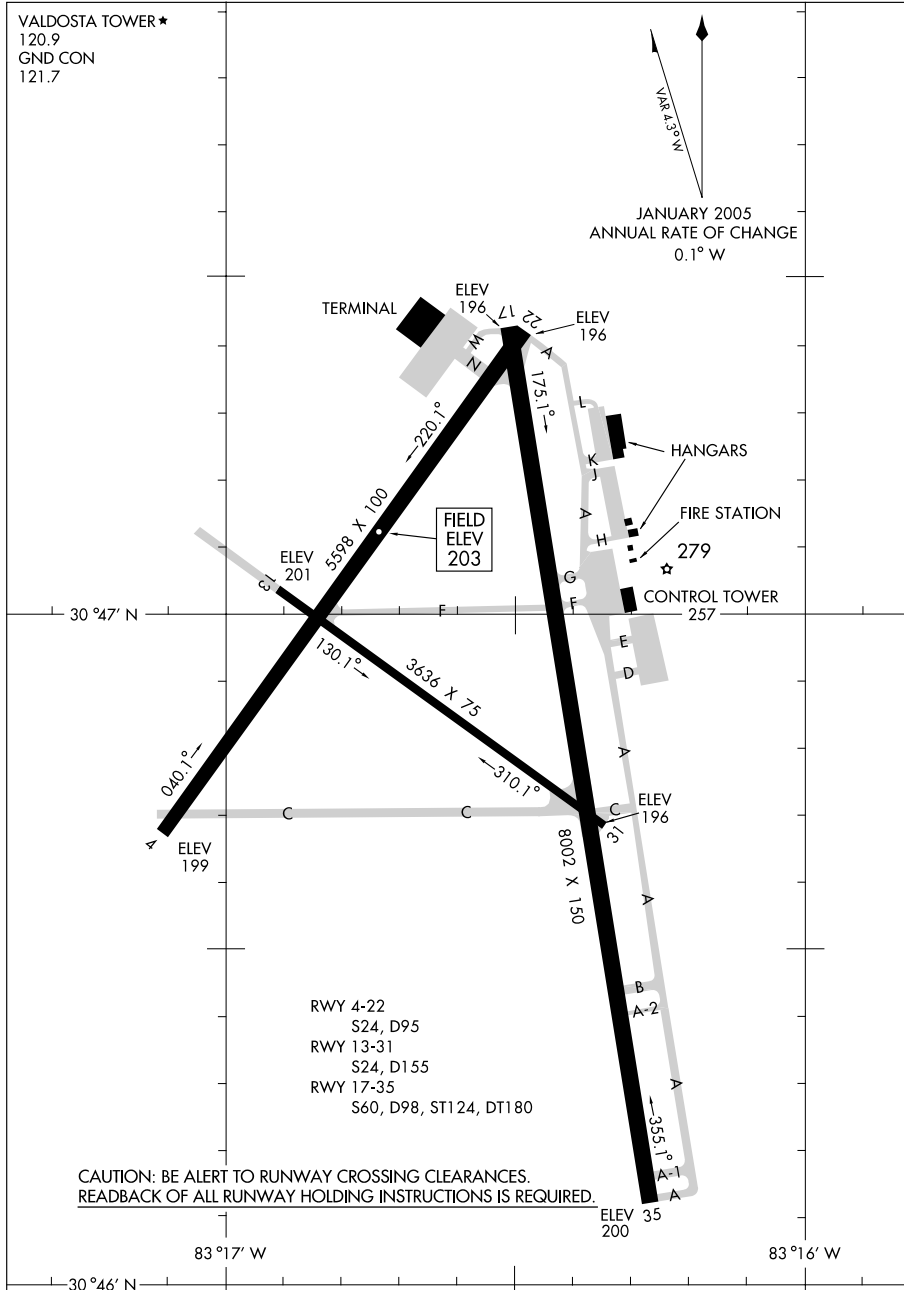 VALDOSTA TOWER★
120.9
GND CON
121.7
VAR 4.3° W
JANUARY 2005
ANNUAL RATE OF CHANGE
0.1° W
TERMINAL
ELEV
196
17
22
ELEV
196
W
N
A
175.1°
L
220.1°
HANGARS
K
J
5598 X 100
FIELD
ELEV
203
A
H
FIRE STATION
279
ELEV
201
13
G
F
F
CONTROL TOWER
257
30°47' N
130.1°
E
D
3636 X 75
040.1°
310.1°
A
C
C
C
ELEV
196
31
4
ELEV
199
8002 X 150
A
B
A-2
RWY 4-22
S24, D95
RWY 13-31
S24, D155
RWY 17-35
S60, D98, ST124, DT180
A
355.1°
A-1
A
CAUTION: BE ALERT TO RUNWAY CROSSING CLEARANCES.
READBACK OF ALL RUNWAY HOLDING INSTRUCTIONS IS REQUIRED.
ELEV
200
35
83°17' W
83°16' W
30°46' N